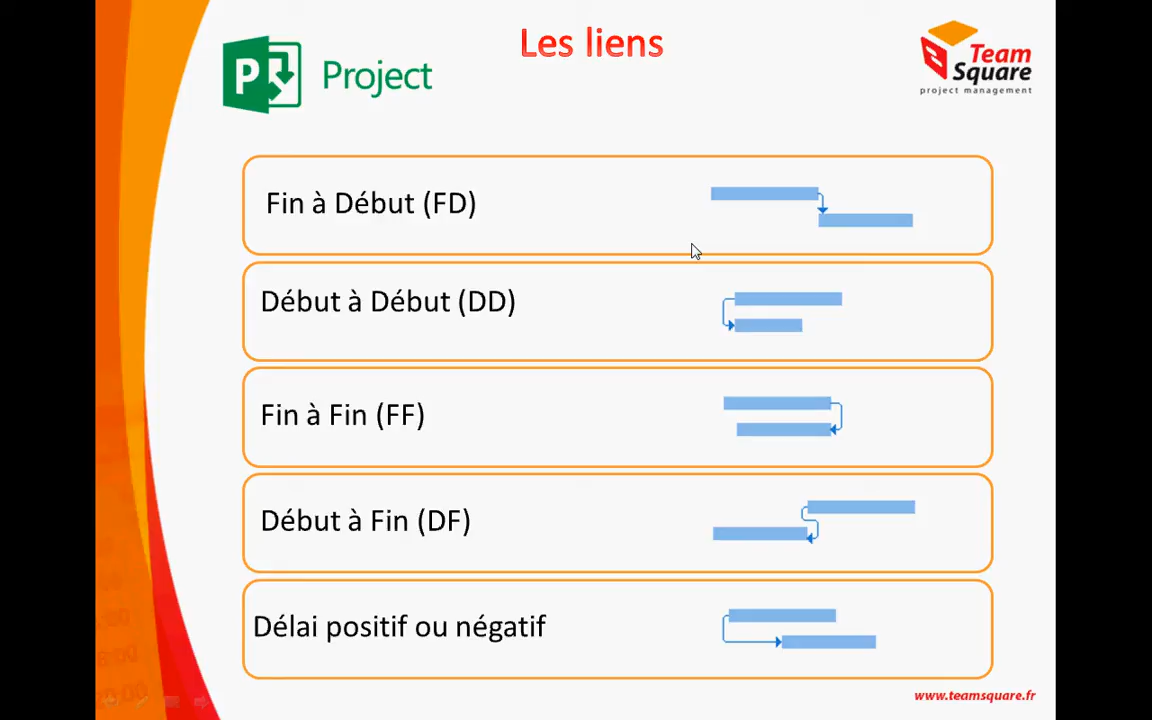 Les liens
P
Project
Team
Square
project management
Fin à Début (FD)
Début à Début (DD)
Fin à Fin (FF)
Début à Fin (DF)
Délai positif ou négatif
www.teamsquare.fr